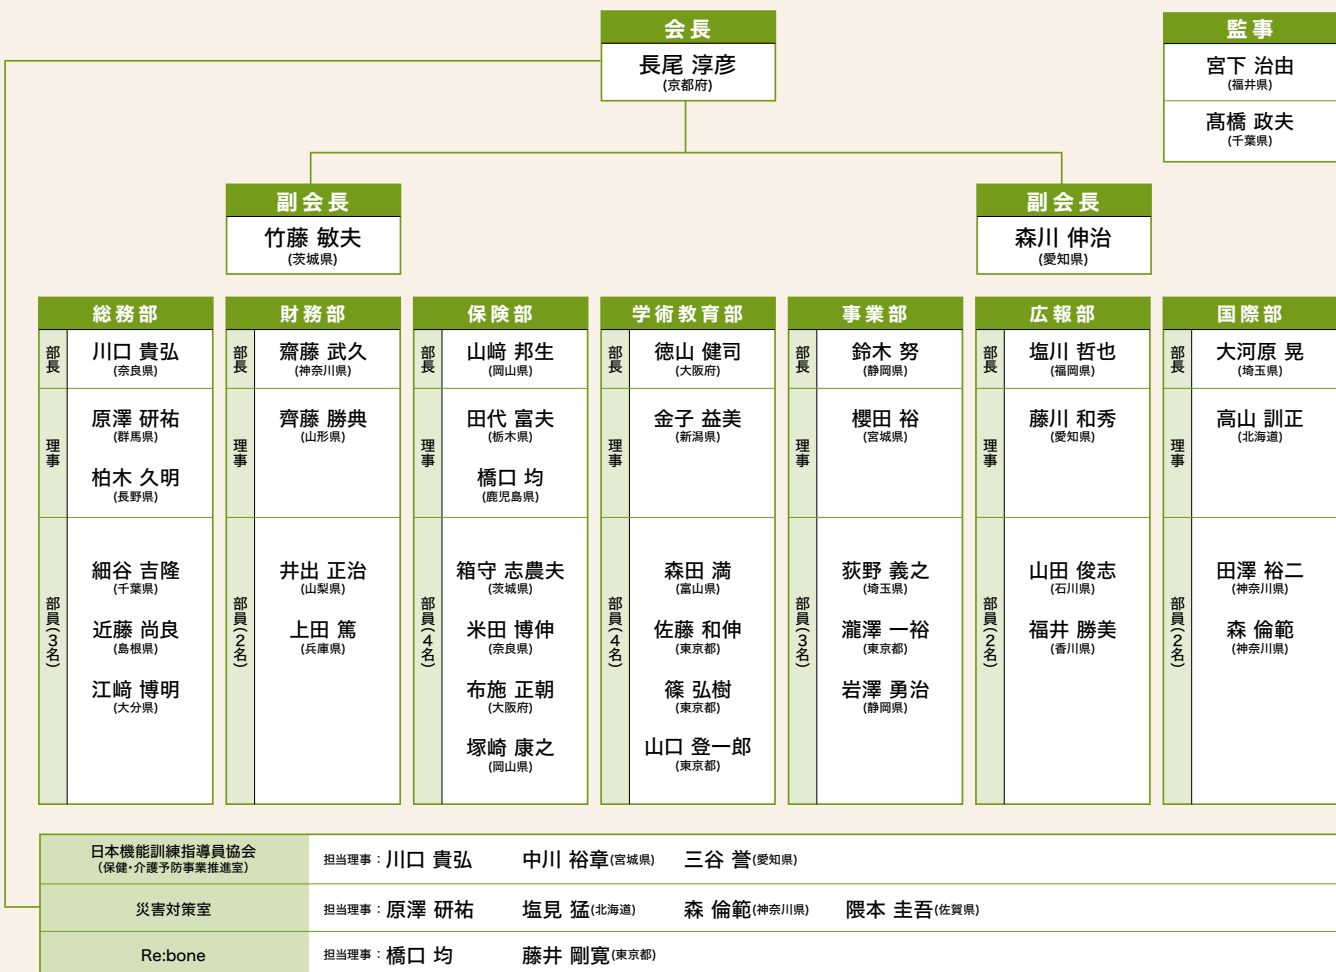 会長
長尾 淳彦
(京都府)
監事
宮下 治由
(福井県)
髙橋 政夫
(千葉県)
副会長
竹藤 敏夫
(茨城県)
副会長
森川 伸治
(愛知県)
総務部
部長
川口 貴弘
(奈良県)
理事
原澤 研祐
(群馬県)
柏木 久明
(長野県)
部員(3名)
細谷 吉隆
(千葉県)
近藤 尚良
(島根県)
江﨑 博明
(大分県)
財務部
部長
齋藤 武久
(神奈川県)
理事
齊藤 勝典
(山形県)
部員(2名)
井出 正治
(山梨県)
上田 篤
(兵庫県)
保険部
部長
山﨑 邦生
(岡山県)
理事
田代 富夫
(栃木県)
橋口 均
(鹿児島県)
部員(4名)
箱守 志農夫
(茨城県)
米田 博伸
(奈良県)
布施 正朝
(大阪府)
塚崎 康之
(岡山県)
学術教育部
部長
徳山 健司
(大阪府)
理事
金子 益美
(新潟県)
部員(4名)
森田 満
(富山県)
佐藤 和伸
(東京都)
篠 弘樹
(東京都)
山口 登一郎
(東京都)
事業部
部長
鈴木 努
(静岡県)
理事
櫻田 裕
(宮城県)
部員(3名)
荻野 義之
(埼玉県)
瀧澤 一裕
(東京都)
岩澤 勇治
(静岡県)
広報部
部長
塩川 哲也
(福岡県)
理事
藤川 和秀
(愛知県)
部員(2名)
山田 俊志
(石川県)
福井 勝美
(香川県)
国際部
部長
大河原 晃
(埼玉県)
理事
高山 訓正
(北海道)
部員(2名)
田澤 裕二
(神奈川県)
森 倫範
(神奈川県)
日本機能訓練指導員協会
(保健・介護予防事業推進室)
担当理事：川口 貴弘 中川 裕章(宮城県) 三谷 誉(愛知県)
災害対策室
担当理事：原澤 研祐 塩見 猛(北海道) 森 倫範(神奈川県) 隈本 圭吾(佐賀県)
Re:bone
担当理事：橋口 均 藤井 剛寛(東京都)